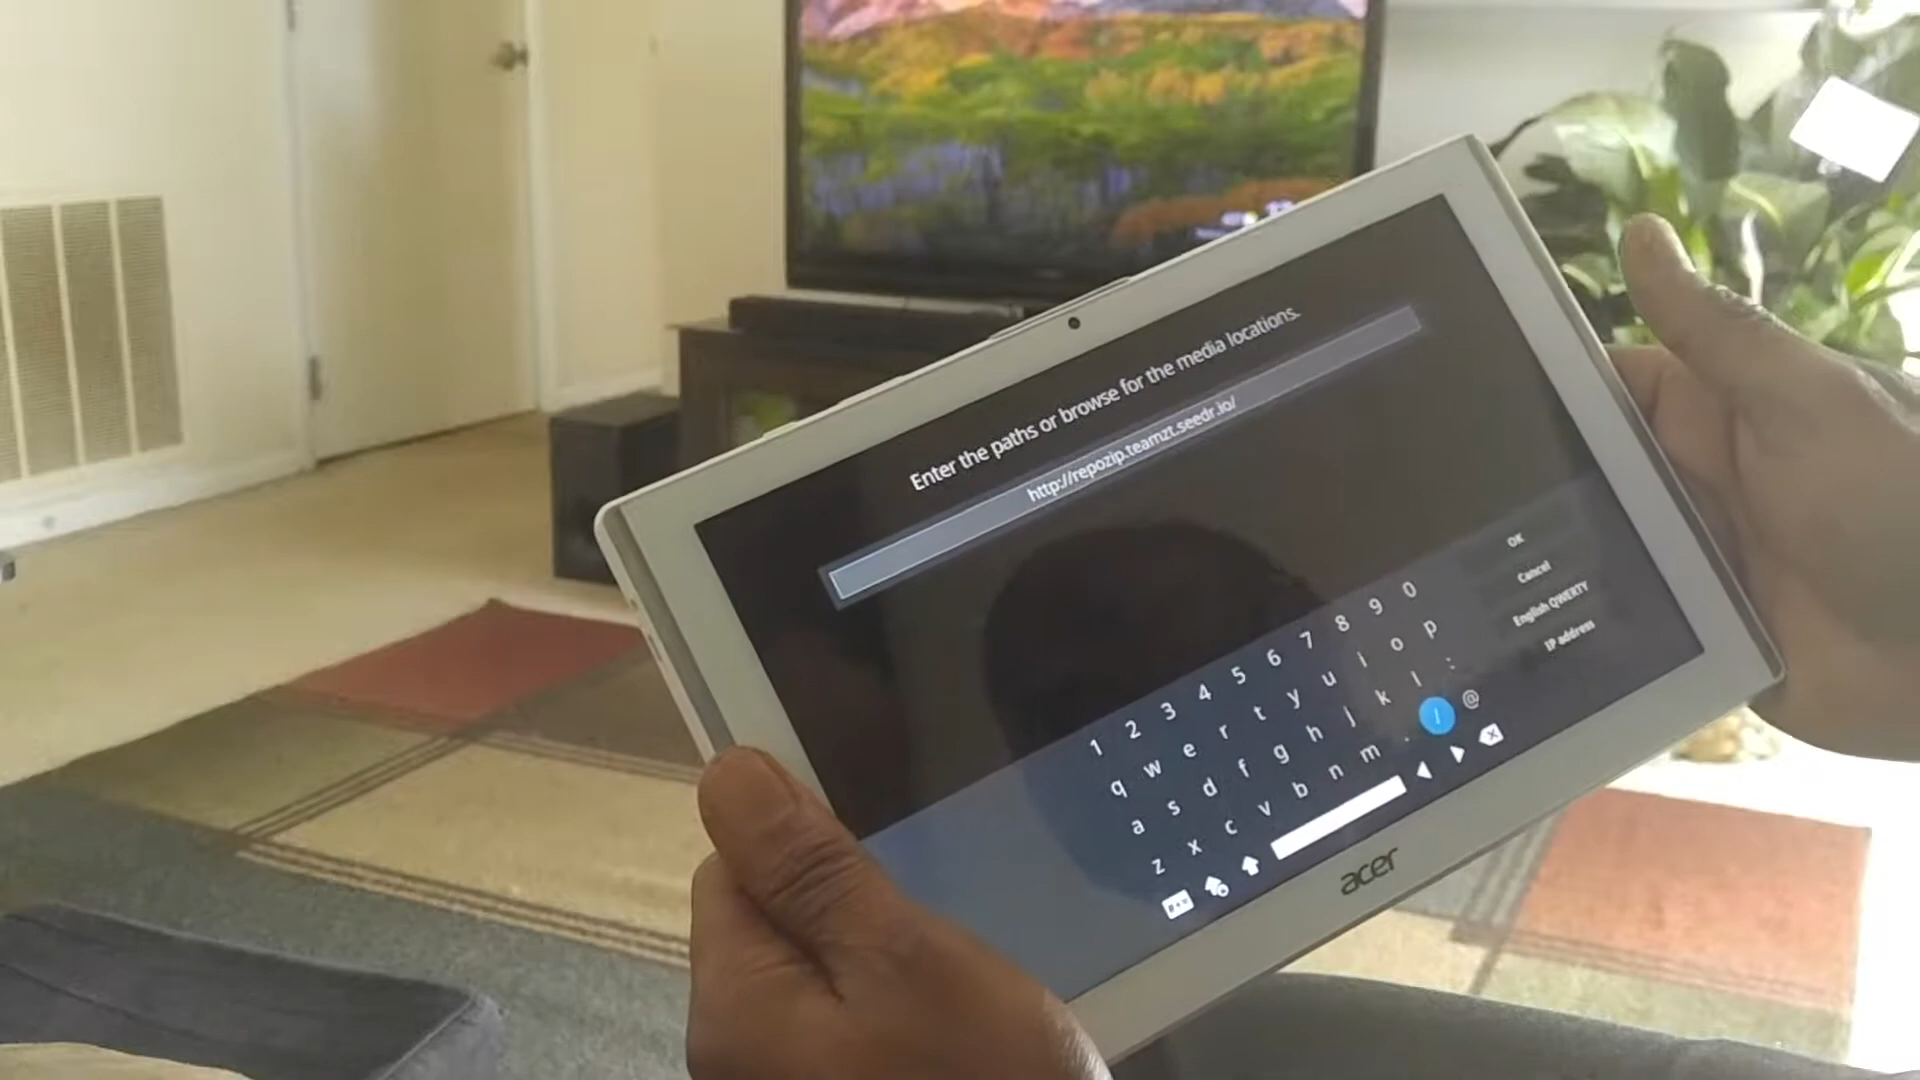 Enter the paths or browse for the media locations.
http://repozip.teamzt.seedr.io/
1 2 3 4 5 6 7 8 9 0
q w e r t y u i o p
a s d f g h j k l :
z x c v b n m . / @
OK
Cancel
English QWERTY
IP address
acer